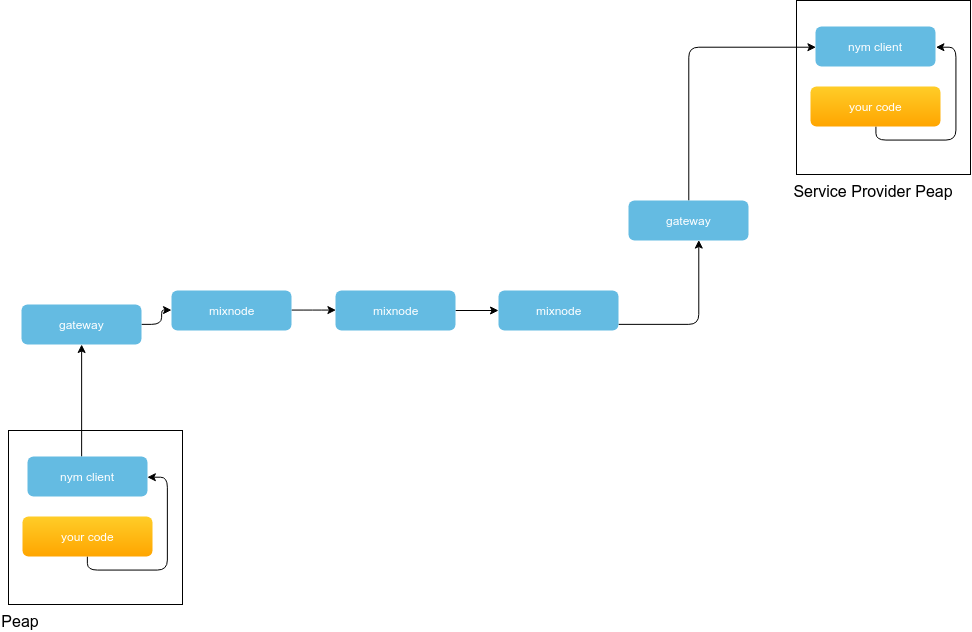 nym client
your code
Service Provider Peap
gateway
mixnode
mixnode
mixnode
gateway
nym client
your code
Peap